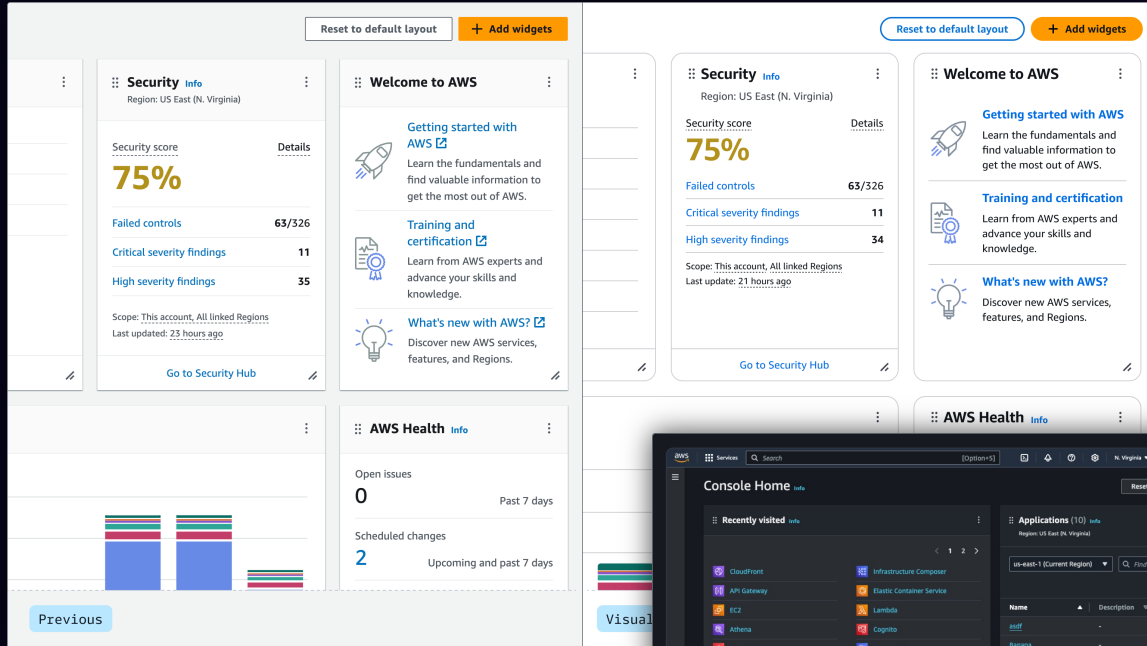 Reset to default layout
+ Add widgets
Security Info
Region: US East (N. Virginia)
Security score
Details
75%
Failed controls
63/326
Critical severity findings
11
High severity findings
35
Scope: This account, All linked Regions
Last updated: 23 hours ago
Go to Security Hub
Welcome to AWS
Getting started with
AWS
Learn the fundamentals and
find valuable information to
get the most out of AWS.
Training and
certification
Learn from AWS experts and
advance your skills and
knowledge.
What's new with AWS?
Discover new AWS services,
features, and Regions.
AWS Health Info
Open issues
0
Past 7 days
Scheduled changes
2
Upcoming and past 7 days
Previous
Reset to default layout
+ Add widgets
Security Info
Region: US East (N. Virginia)
Security score
Details
75%
Failed controls
63/326
Critical severity findings
11
High severity findings
34
Scope: This account, All linked Regions
Last update: 21 hours ago
Go to Security Hub
Welcome to AWS
Getting started with AWS
Learn the fundamentals and
get the most out of AWS.
find valuable information to
Training and certification
Learn from AWS experts and
advance your skills and
knowledge.
What's new with AWS?
Discover new AWS services,
features, and Regions.
AWS Health Info
Visual
aws
Services
Search
[Option+S]
N. Virginia
Console Home Info
Reset
Recently visited Info
1 2
CloudFront
Infrastructure Composer
API Gateway
Elastic Container Service
EC2
Lambda
Athena
Cognito
Applications (10) Info
Region: US East (N. Virginia)
us-east-1 (Current Region)
Find
Name
Description
asdf
-
Banana
-